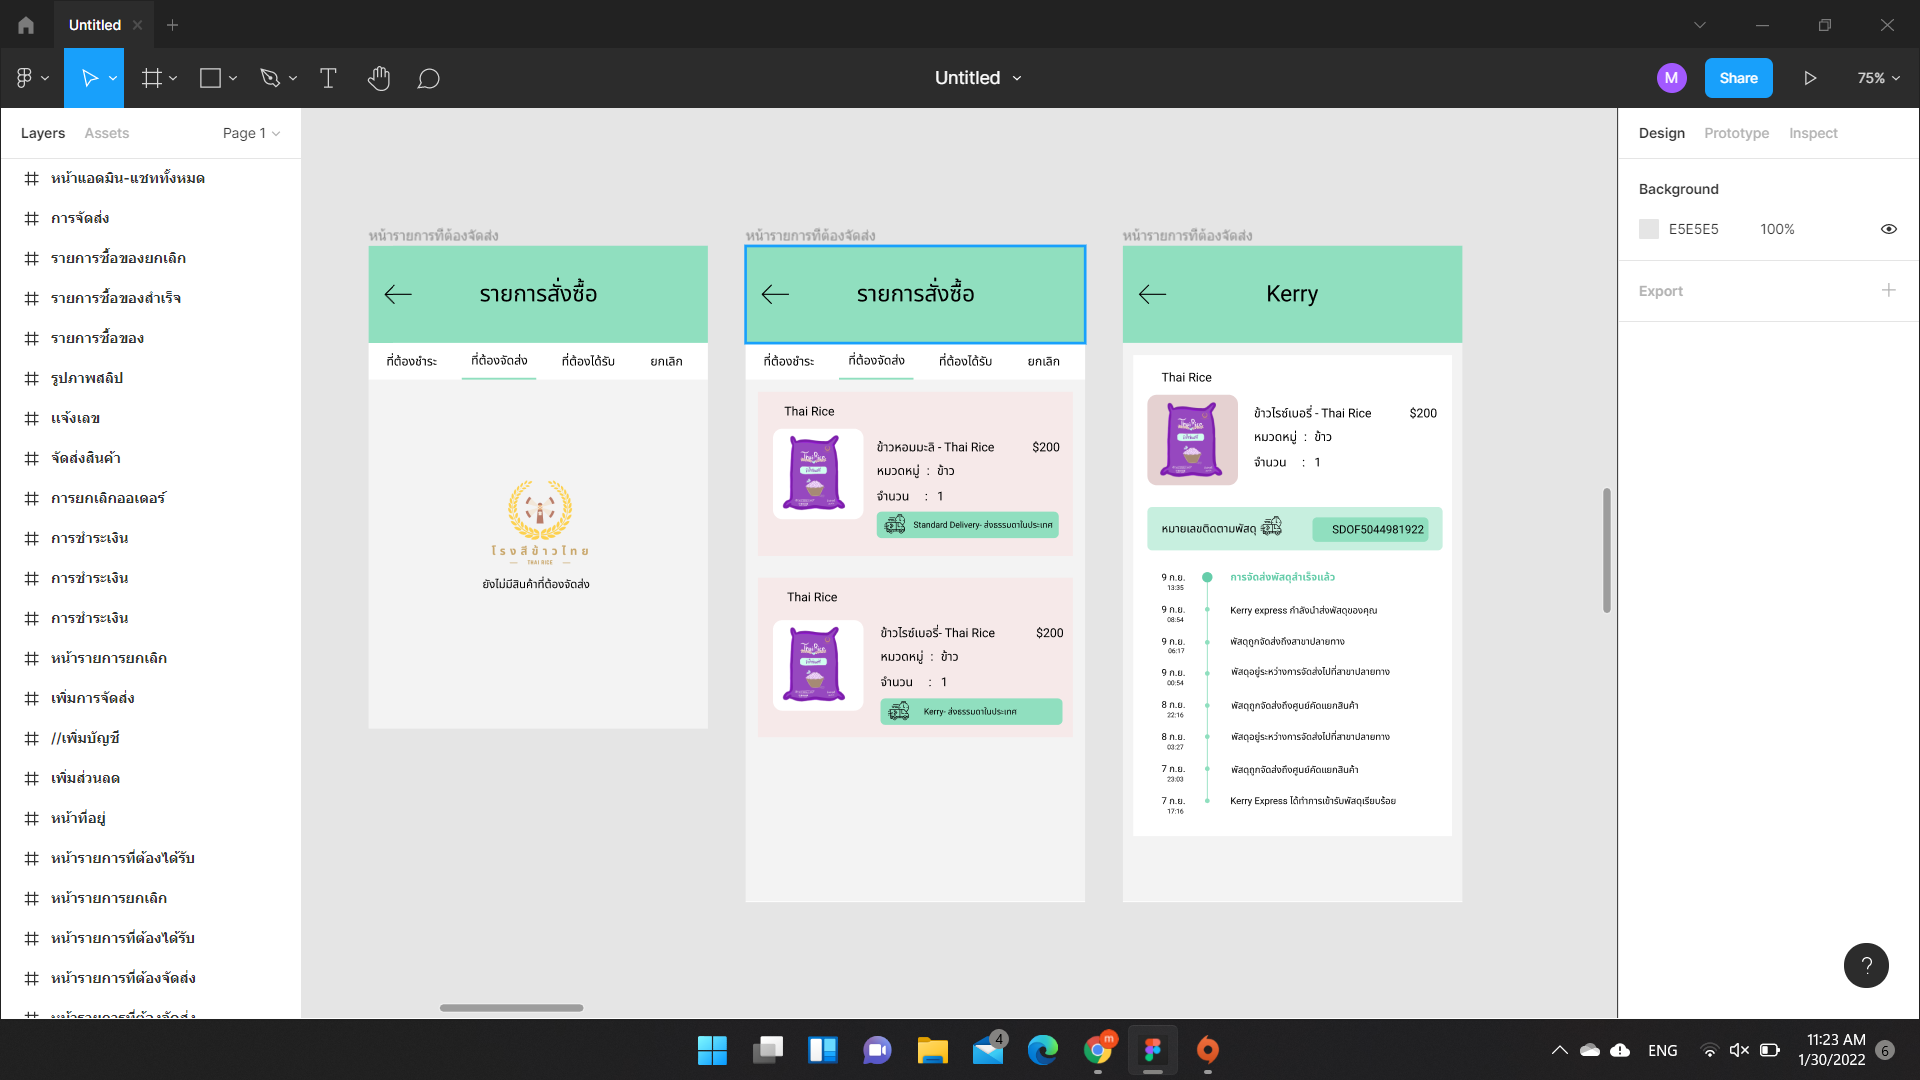 Untitled
Untitled
M
Share
75%
Layers
Assets
Page 1
หน้าแอดมิน-แชททั้งหมด
การจัดส่ง
รายการซื้อของยกเลิก
รายการซื้อของสำเร็จ
รายการซื้อของ
รูปภาพสลิป
แจ้งเลข
จัดส่งสินค้า
การยกเลิกออเดอร์
การชำระเงิน
การชำระเงิน
การชำระเงิน
หน้ารายการยกเลิก
เพิ่มการจัดส่ง
//เพิ่มบัญชี
เพิ่มส่วนลด
หน้าที่อยู่
หน้ารายการที่ต้องได้รับ
หน้ารายการยกเลิก
หน้ารายการที่ต้องได้รับ
หน้ารายการที่ต้องจัดส่ง
หน้ารายการที่ต้องจัดส่ง
หน้ารายการที่ต้องจัดส่ง
รายการสั่งซื้อ
ที่ต้องชำระ ที่ต้องจัดส่ง ที่ต้องได้รับ ยกเลิก
โรงสีข้าวไทย
THAI RICE
ยังไม่มีสินค้าที่ต้องจัดส่ง
หน้ารายการที่ต้องจัดส่ง
รายการสั่งซื้อ
ที่ต้องชำระ ที่ต้องจัดส่ง ที่ต้องได้รับ ยกเลิก
Thai Rice
ข้าวหอมมะลิ - Thai Rice $200
หมวดหมู่ : ข้าว
จำนวน : 1
Standard Delivery- ส่งธรรมดาในประเทศ
Thai Rice
ข้าวไรซ์เบอรี่- Thai Rice $200
หมวดหมู่ : ข้าว
จำนวน : 1
Kerry- ส่งธรรมดาในประเทศ
หน้ารายการที่ต้องจัดส่ง
Kerry
Thai Rice
ข้าวไรซ์เบอรี่ - Thai Rice $200
หมวดหมู่ : ข้าว
จำนวน : 1
หมายเลขติดตามพัสดุ SDOF5044981922
9 ก.ย. การจัดส่งพัสดุสำเร็จแล้ว
13:35
9 ก.ย. Kerry express กำลังนำส่งพัสดุของคุณ
08:54
9 ก.ย. พัสดุถูกจัดส่งถึงสาขาปลายทาง
06:17
9 ก.ย. พัสดุอยู่ระหว่างการจัดส่งไปที่สาขาปลายทาง
00:54
8 ก.ย. พัสดุถูกจัดส่งถึงศูนย์คัดแยกสินค้า
22:16
8 ก.ย. พัสดุอยู่ระหว่างการจัดส่งไปที่สาขาปลายทาง
03:27
7 ก.ย. พัสดุถูกจัดส่งถึงศูนย์คัดแยกสินค้า
23:03
7 ก.ย. Kerry Express ได้ทำการเข้ารับพัสดุเรียบร้อย
17:16
Design
Prototype
Inspect
Background
E5E5E5 100%
Export
?
4
m
ENG
11:23 AM
1/30/2022
6